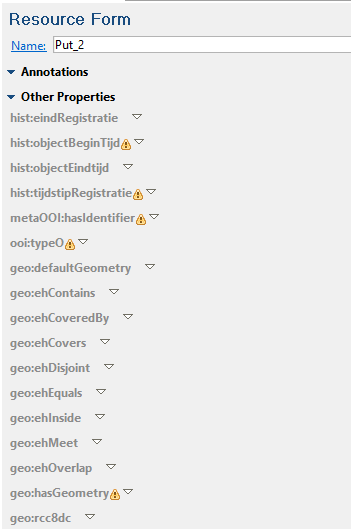 Resource Form
Name: Put_2
Annotations
Other Properties
hist:eindRegistratie
hist:objectBeginTijd
hist:objectEindtijd
hist:tijdstipRegistratie
metaOOI:hasIdentifier
ooi:typeO
geo:defaultGeometry
geo:ehContains
geo:ehCoveredBy
geo:ehCovers
geo:ehDisjoint
geo:ehEquals
geo:ehInside
geo:ehMeet
geo:ehOverlap
geo:hasGeometry
geo:rcc8dc